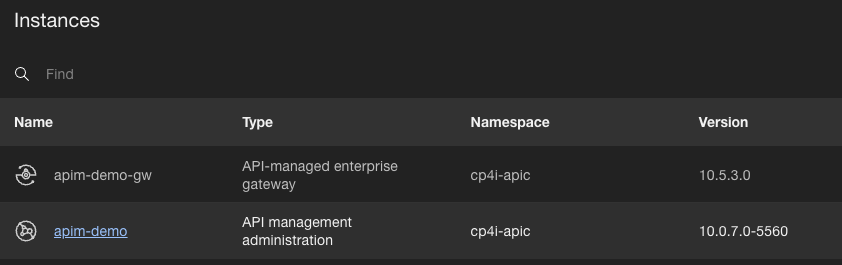 Instances
Find
Name Type Namespace Version
apim-demo-gw API-managed enterprise gateway cp4i-apic 10.5.3.0
apim-demo API management administration cp4i-apic 10.0.7.0-5560